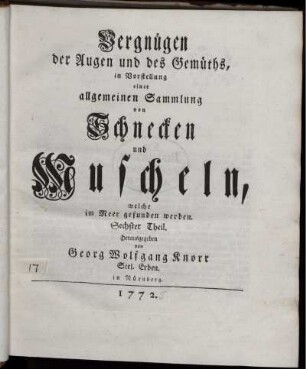 Vergnügen
der Augen und des Gemüths,
in Vorstellung
einer
allgemeinen Sammlung
von
Schnecken
und
Muscheln,
welche
im Meer gefunden werden.
Sechster Theil.
Herausgegeben
von
Georg Wolfgang Knorr
Seel. Erben.
in Nürnberg.
1772.